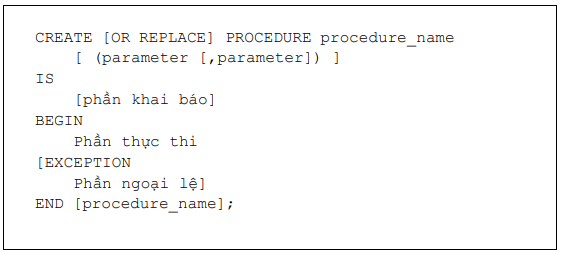 CREATE [OR REPLACE] PROCEDURE procedure_name
[ (parameter [,parameter]) ]
IS
[phần khai báo]
BEGIN
Phần thực thi
[EXCEPTION
Phần ngoại lệ]
END [procedure_name];